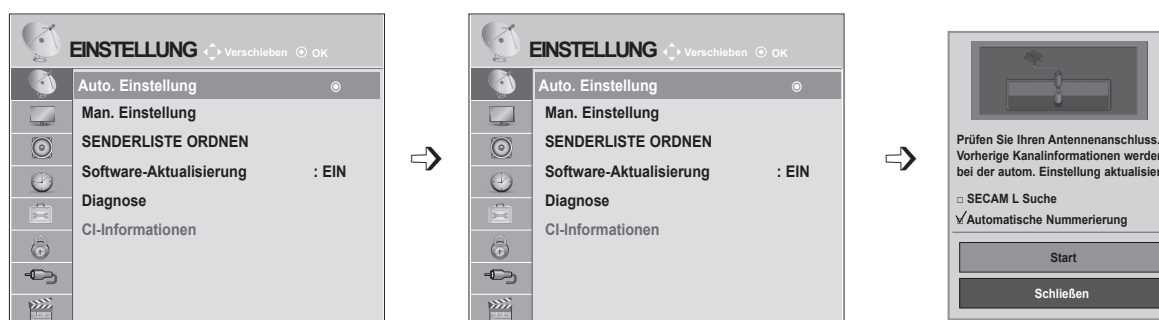 EINSTELLUNG Verschieben OK
Auto. Einstellung
Man. Einstellung
SENDERLISTE ORDNEN
Software-Aktualisierung : EIN
Diagnose
CI-Informationen
EINSTELLUNG Verschieben OK
Auto. Einstellung
Man. Einstellung
SENDERLISTE ORDNEN
Software-Aktualisierung : EIN
Diagnose
CI-Informationen
Prüfen Sie Ihren Antennenanschluss.
Vorherige Kanalinformationen werden
bei der autom. Einstellung aktualisier
SECAM L Suche
Automatische Nummerierung
Start
Schließen